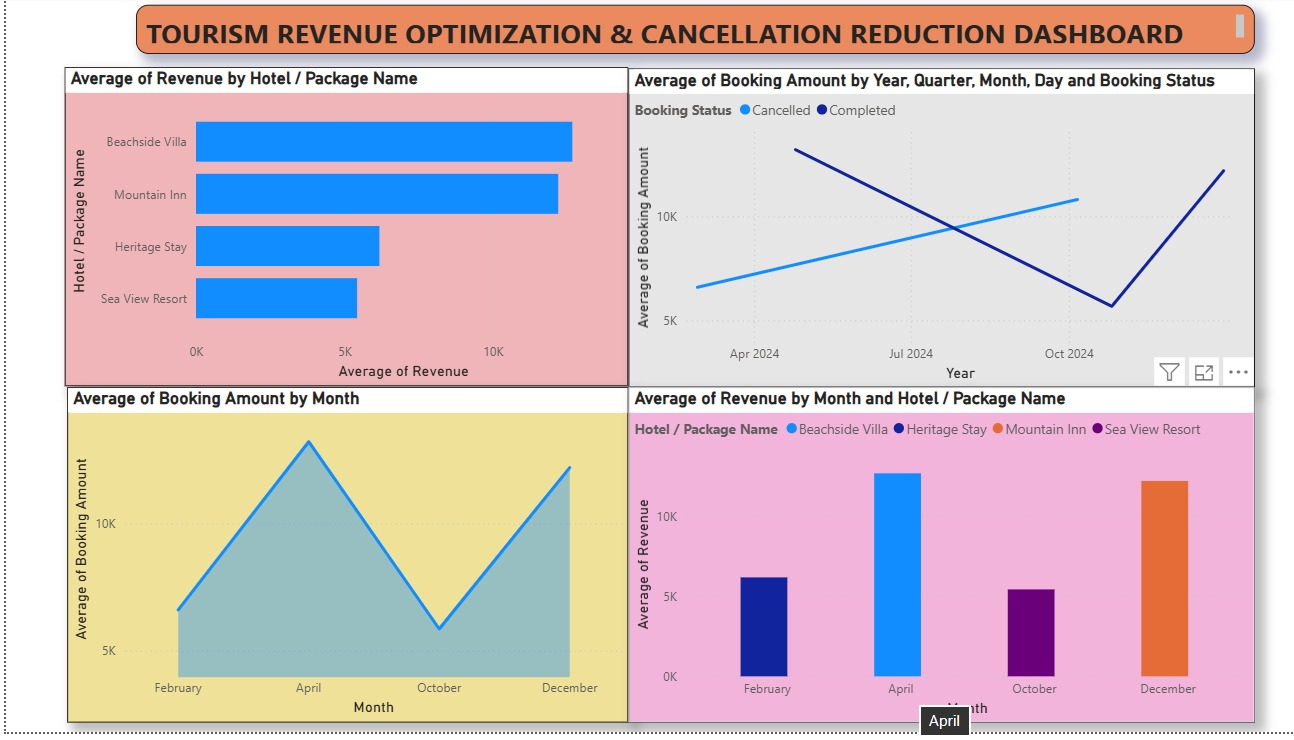 TOURISM REVENUE OPTIMIZATION & CANCELLATION REDUCTION DASHBOARD
Average of Revenue by Hotel / Package Name
Hotel / Package Name
Beachside Villa
Mountain Inn
Heritage Stay
Sea View Resort
0K 5K 10K
Average of Revenue
Average of Booking Amount by Year, Quarter, Month, Day and Booking Status
Booking Status Cancelled Completed
Average of Booking Amount
10K
5K
Apr 2024 Jul 2024 Oct 2024
Year
Average of Booking Amount by Month
Average of Booking Amount
10K
5K
February April October December
Month
Average of Revenue by Month and Hotel / Package Name
Hotel / Package Name Beachside Villa Heritage Stay Mountain Inn Sea View Resort
Average of Revenue
10K
5K
0K
February April October December
Month
April